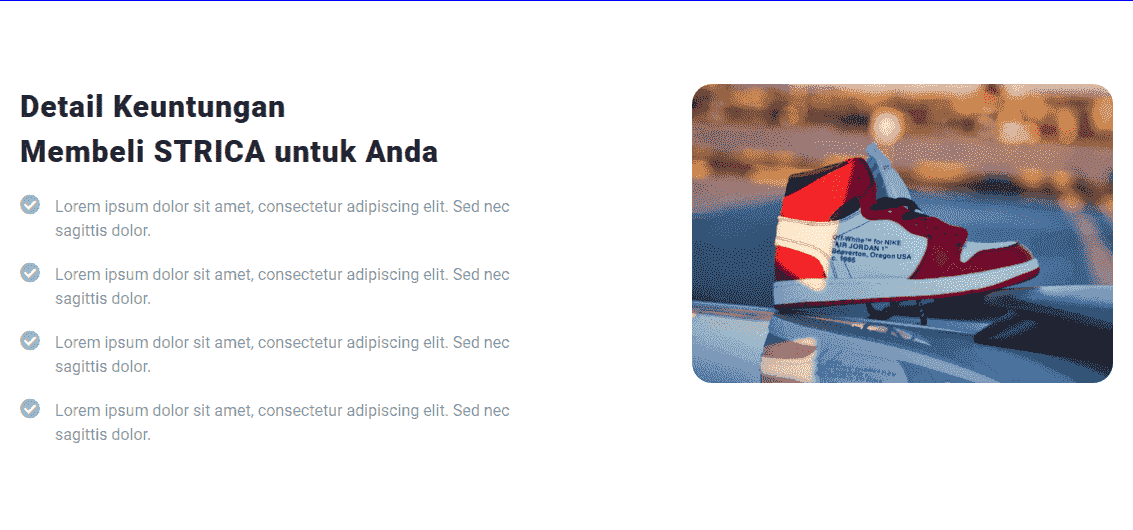 Detail Keuntungan
Membeli STRICA untuk Anda
Lorem ipsum dolor sit amet, consectetur adipiscing elit. Sed nec
sagittis dolor.
Lorem ipsum dolor sit amet, consectetur adipiscing elit. Sed nec
sagittis dolor.
Lorem ipsum dolor sit amet, consectetur adipiscing elit. Sed nec
sagittis dolor.
Lorem ipsum dolor sit amet, consectetur adipiscing elit. Sed nec
sagittis dolor.
Off-White™ for NIKE
"AIR JORDAN 1"
Beaverton, Oregon USA
c. 1985